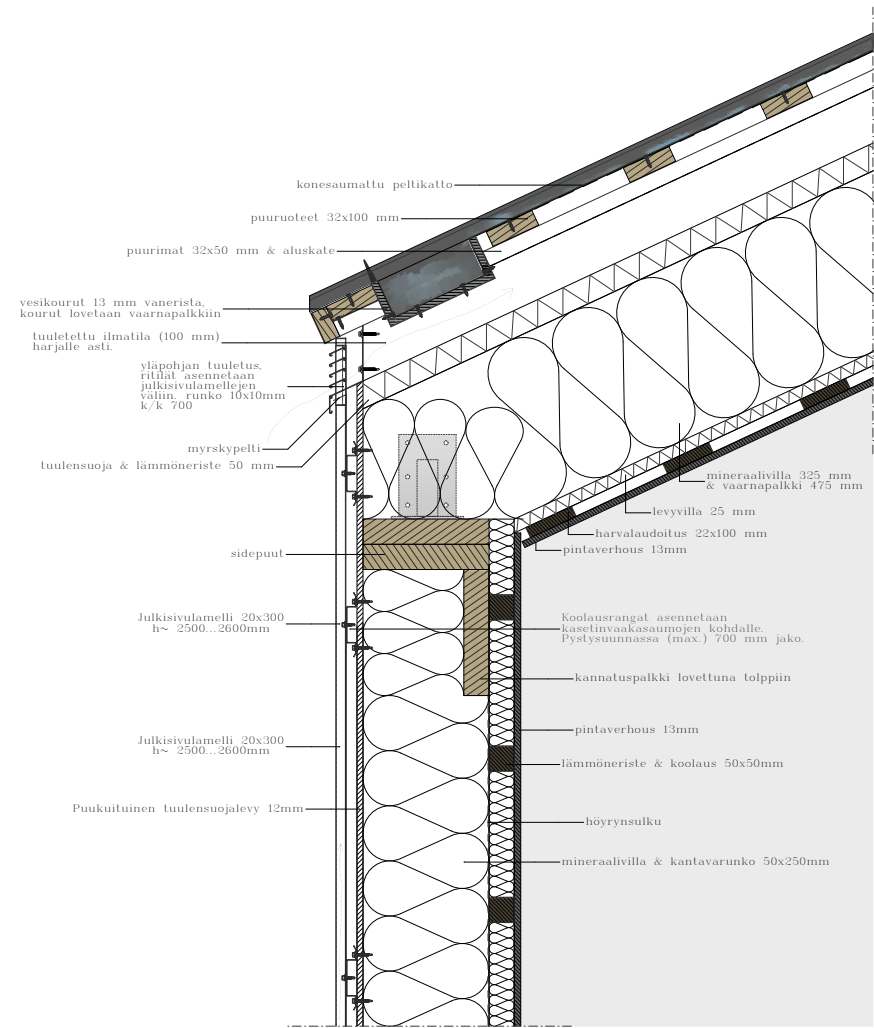 konesaumattu peltikatto
puuruoteet 32x100 mm
puurimat 32x50 mm & aluskate
vesikourut 13 mm vanerista,
kourut lovetaan vaarnapalkkiin
tuuletettu ilmatila (100 mm)
harjalle asti.
yläpohjan tuuletus,
ritilät asennetaan
julkisivulamellejen
väliin. runko 10x10mm
k/k 700
myrskypelti
tuulensuoja & lämmöneriste 50 mm
mineraalivilla 325 mm
& vaarnapalkki 475 mm
levyvilla 25 mm
harvalaudoitus 22x100 mm
pintaverhous 13mm
sidepuut
Julkisivulamelli 20x300
h~ 2500...2600mm
Koolausrangat asennetaan
kasetinvaakasaumojen kohdalle.
Pystysuunnassa (max.) 700 mm jako.
kannatuspalkki lovettuna tolppiin
pintaverhous 13mm
Julkisivulamelli 20x300
h~ 2500...2600mm
lämmöneriste & koolaus 50x50mm
Puukuituinen tuulensuojalevy 12mm
höyrynsulku
mineraalivilla & kantavarunko 50x250mm